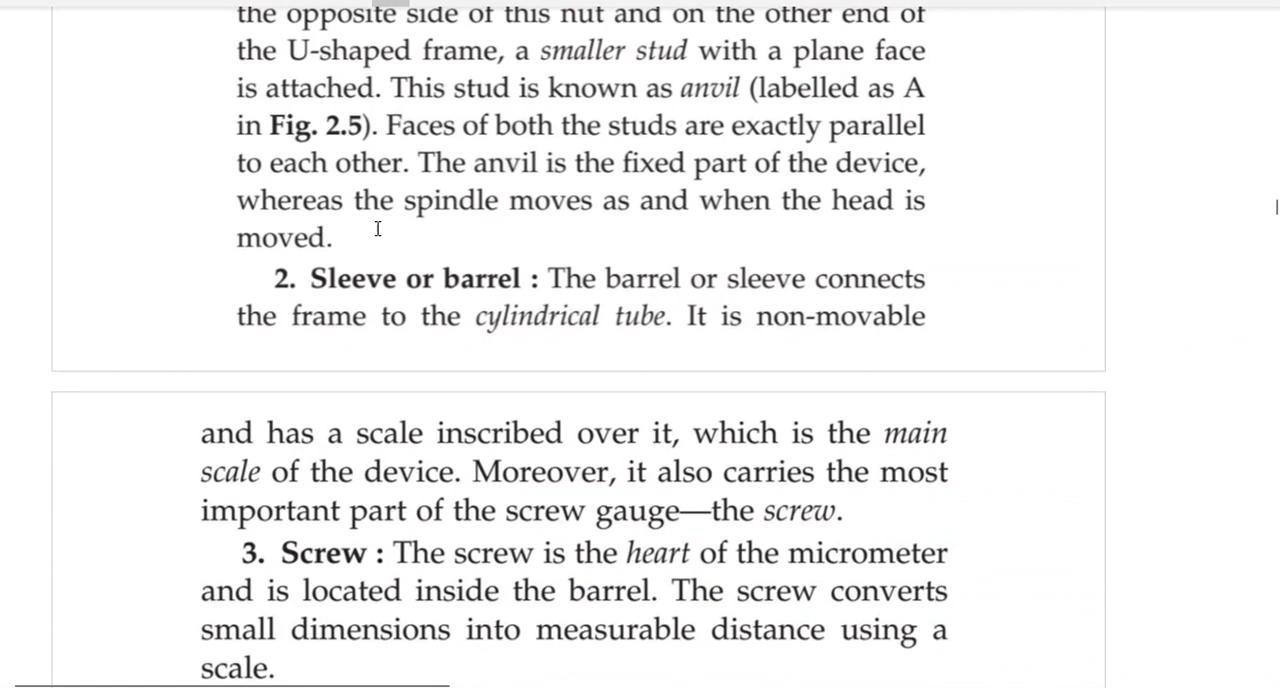 the opposite side of this nut and on the other end of
the U-shaped frame, a smaller stud with a plane face
is attached. This stud is known as anvil (labelled as A
in Fig. 2.5). Faces of both the studs are exactly parallel
to each other. The anvil is the fixed part of the device,
whereas the spindle moves as and when the head is
moved.
2. Sleeve or barrel : The barrel or sleeve connects
the frame to the cylindrical tube. It is non-movable
and has a scale inscribed over it, which is the main
scale of the device. Moreover, it also carries the most
important part of the screw gauge—the screw.
3. Screw : The screw is the heart of the micrometer
and is located inside the barrel. The screw converts
small dimensions into measurable distance using a
scale.